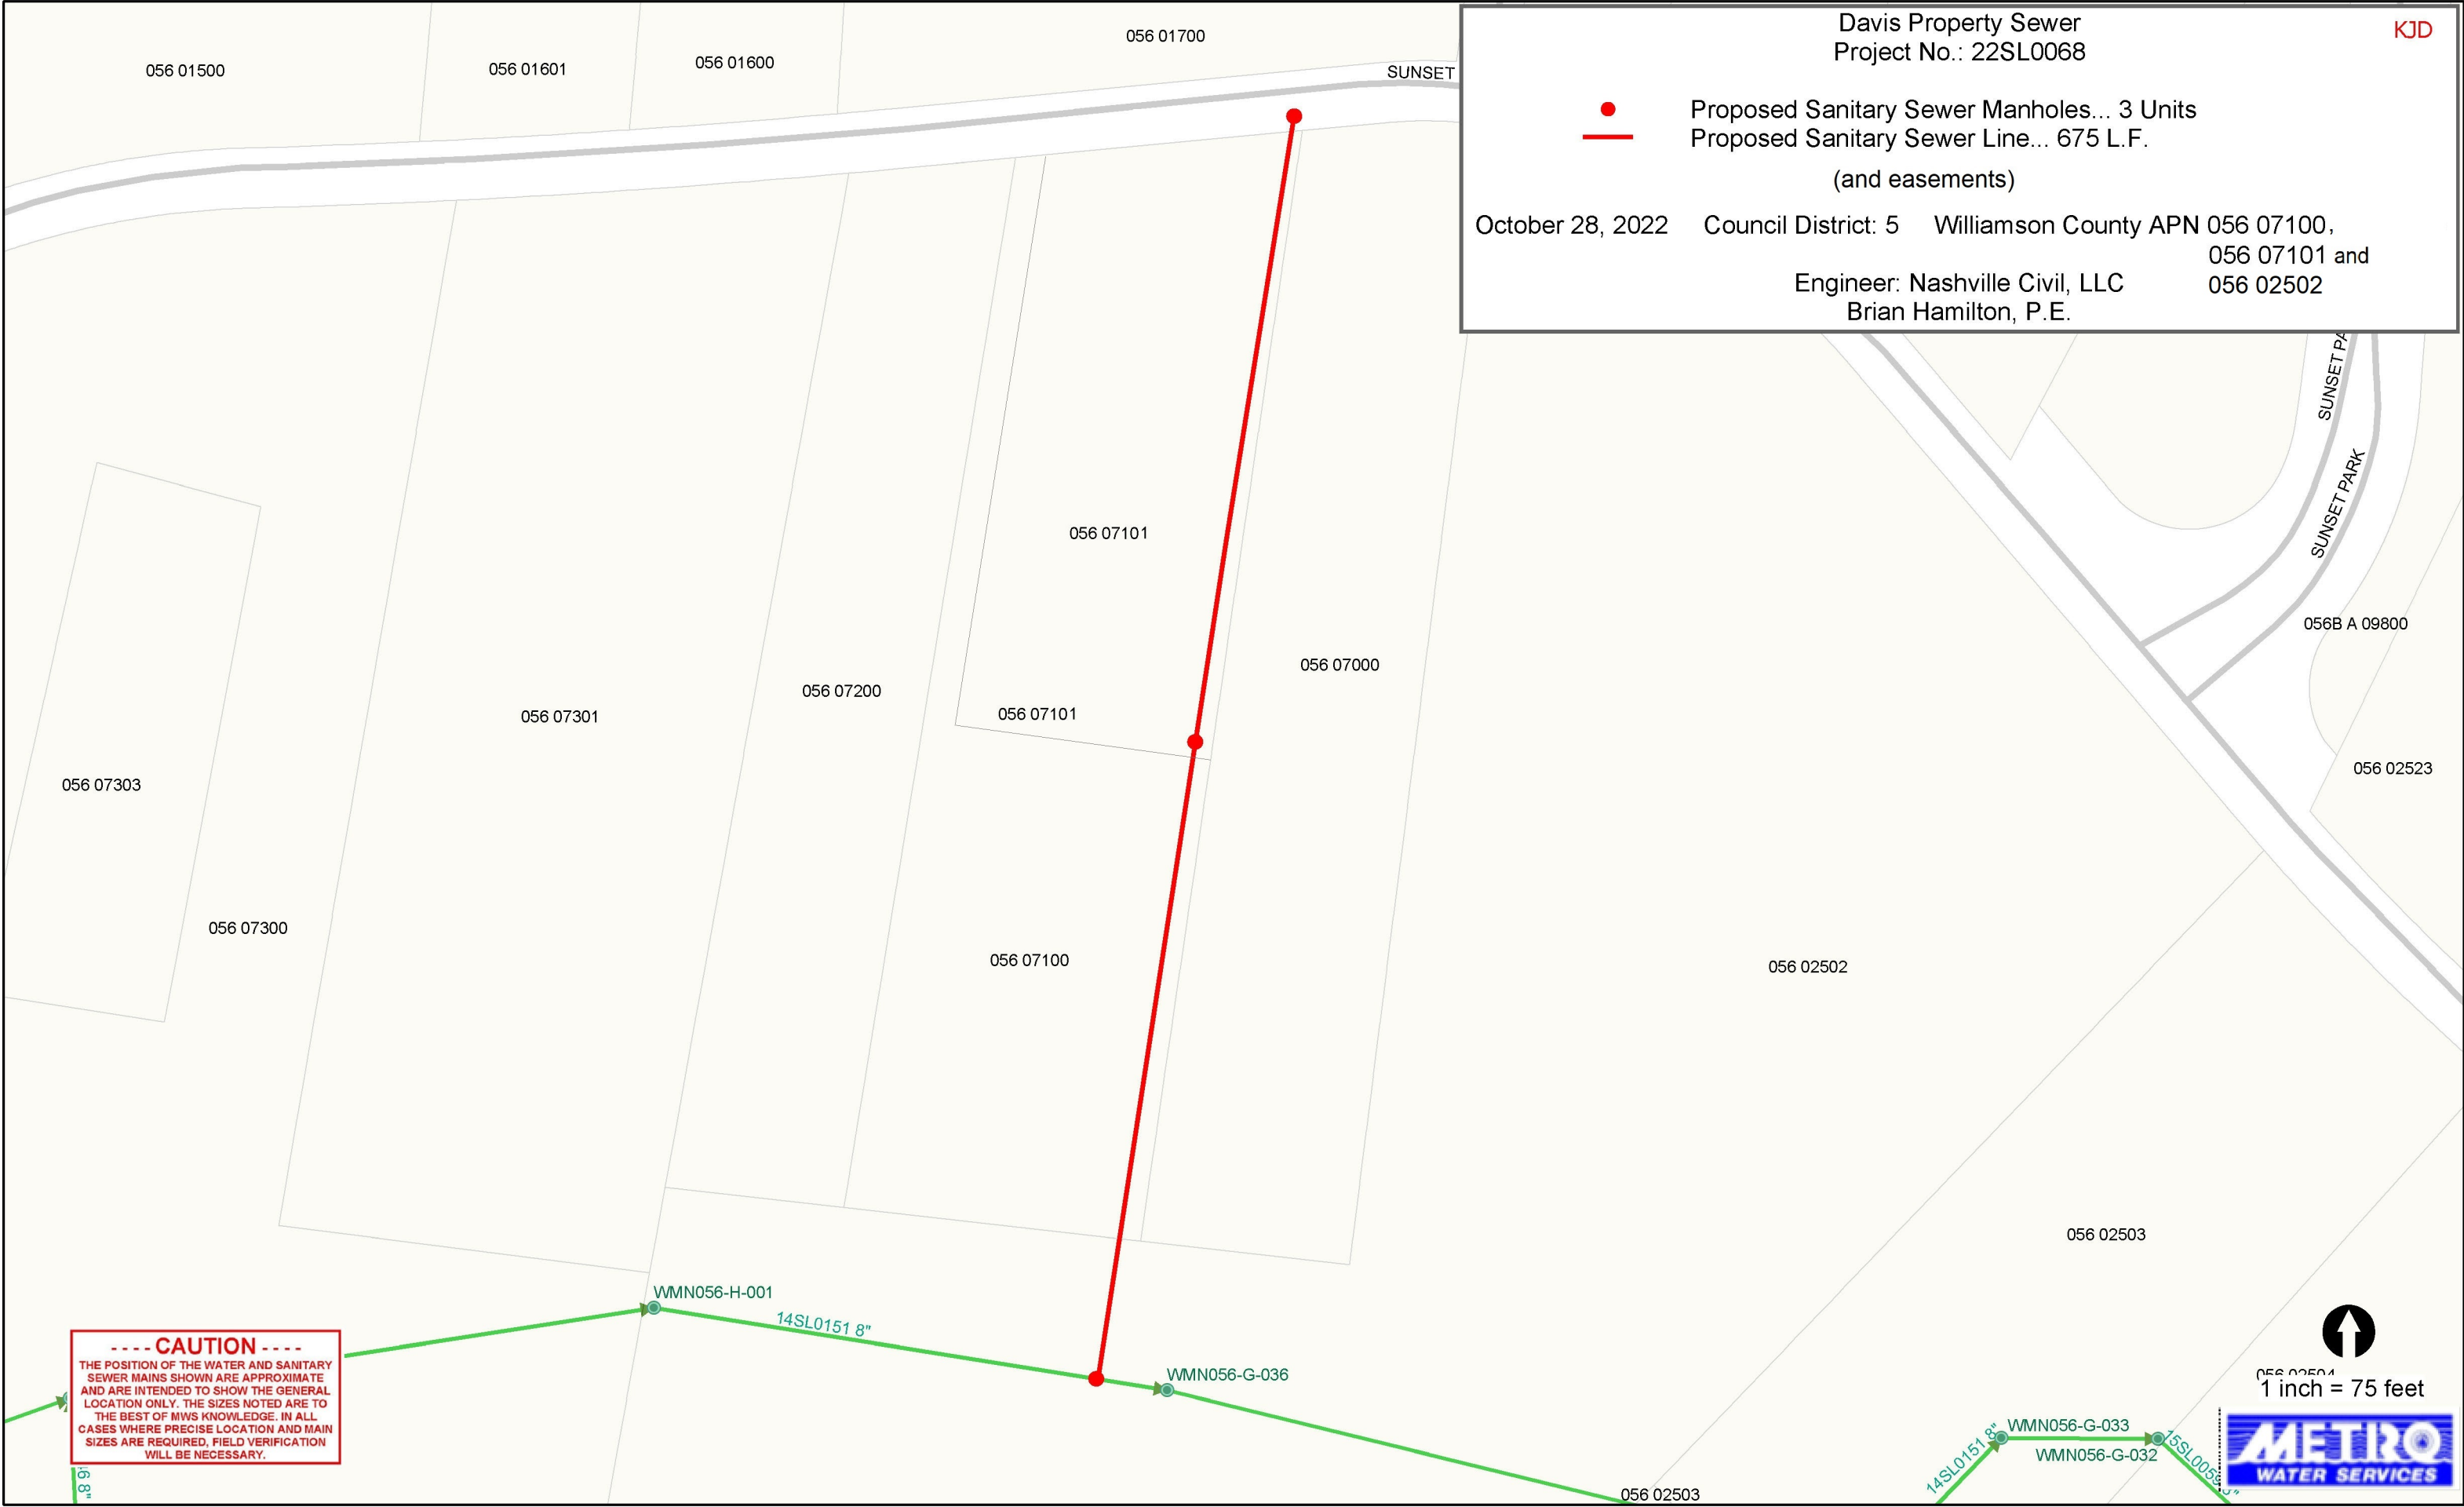 Davis Property Sewer
KJD
Project No.: 22SL0068
Proposed Sanitary Sewer Manholes... 3 Units
Proposed Sanitary Sewer Line... 675 L.F.
(and easements)
October 28, 2022 Council District: 5 Williamson County APN 056 07100,
056 07101 and
056 02502
Engineer: Nashville Civil, LLC
Brian Hamilton, P.E.
056 01500
056 01601
056 01600
056 01700
SUNSET
SUNSET PA
SUNSET PARK
056 07101
056B A 09800
056 07000
056 07200
056 07101
056 07301
056 02523
056 07303
056 07300
056 07100
056 02502
056 02503
WMN056-H-001
14SL0151 8"
WMN056-G-036
---- CAUTION ----
THE POSITION OF THE WATER AND SANITARY
SEWER MAINS SHOWN ARE APPROXIMATE
AND ARE INTENDED TO SHOW THE GENERAL
LOCATION ONLY. THE SIZES NOTED ARE TO
THE BEST OF MWS KNOWLEDGE. IN ALL
CASES WHERE PRECISE LOCATION AND MAIN
SIZES ARE REQUIRED, FIELD VERIFICATION
WILL BE NECESSARY.
1 inch = 75 feet
WMN056-G-033
WMN056-G-032
14SL0151 8"
056 02503
METRO
WATER SERVICES